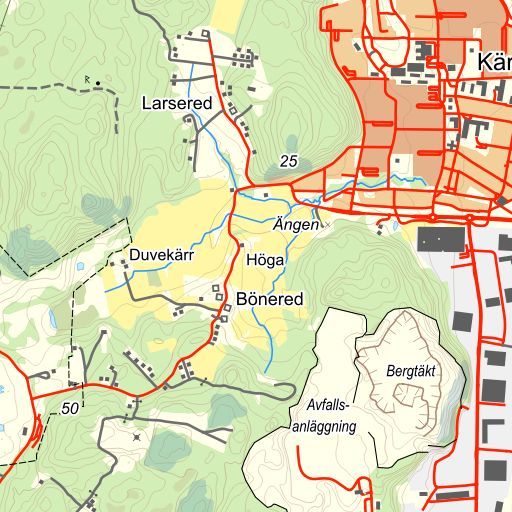 Kär
Larsered
R
25
Ängen
Duvekärr
Höga
Bönered
Bergtäkt
Avfalls-
anläggning
50